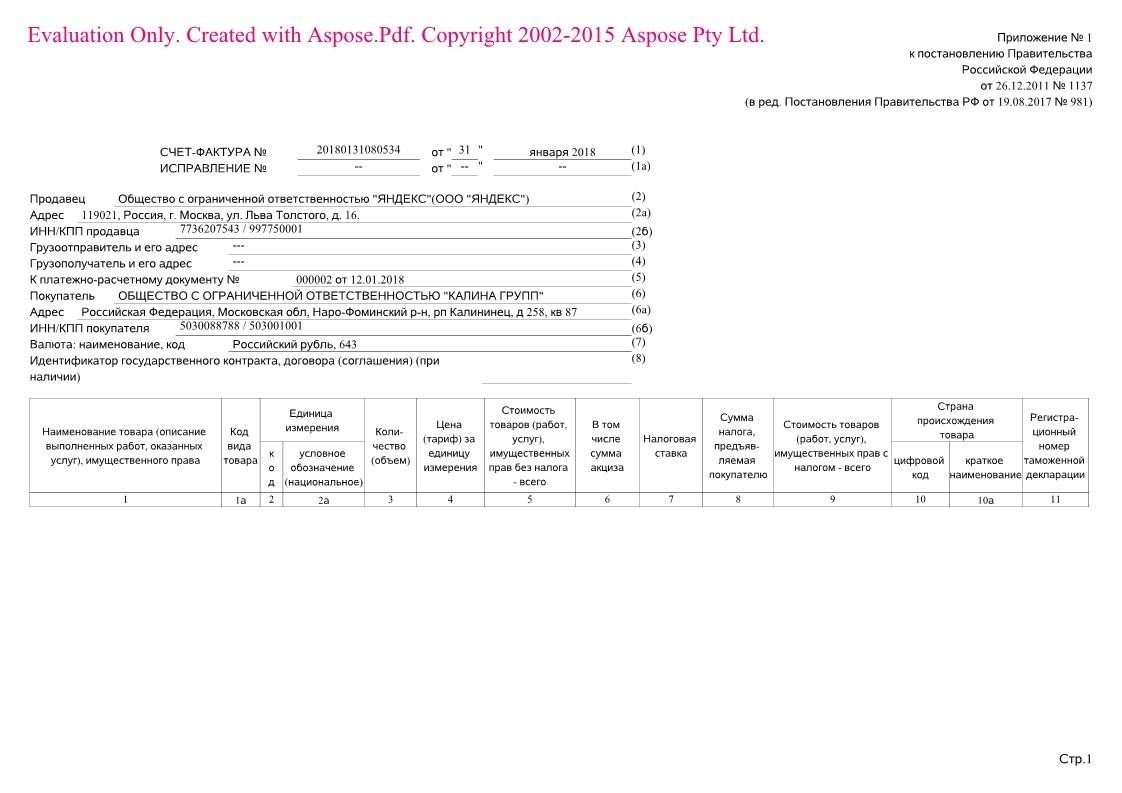 Evaluation Only. Created with Aspose.Pdf. Copyright 2002-2015 Aspose Pty Ltd.
Приложение № 1
к постановлению Правительства
Российской Федерации
от 26.12.2011 № 1137
(в ред. Постановления Правительства РФ от 19.08.2017 № 981)
СЧЕТ-ФАКТУРА № 20180131080534 от " 31 " января 2018 (1)
ИСПРАВЛЕНИЕ № -- от " -- " -- (1а)
Продавец Общество с ограниченной ответственностью "ЯНДЕКС"(ООО "ЯНДЕКС") (2)
Адрес 119021, Россия, г. Москва, ул. Льва Толстого, д. 16. (2а)
ИНН/КПП продавца 7736207543 / 997750001 (2б)
Грузоотправитель и его адрес --- (3)
Грузополучатель и его адрес --- (4)
К платежно-расчетному документу № 000002 от 12.01.2018 (5)
Покупатель ОБЩЕСТВО С ОГРАНИЧЕННОЙ ОТВЕТСТВЕННОСТЬЮ "КАЛИНА ГРУПП" (6)
Адрес Российская Федерация, Московская обл, Наро-Фоминский р-н, рп Калининец, д 258, кв 87 (6а)
ИНН/КПП покупателя 5030088788 / 503001001 (6б)
Валюта: наименование, код Российский рубль, 643 (7)
Идентификатор государственного контракта, договора (соглашения) (при (8)
наличии)
Наименование товара (описание
выполненных работ, оказанных
услуг), имущественного права
Код
вида
товара
Единица
измерения
к
о
д
условное
обозначение
(национальное)
Коли-
чество
(объем)
Цена
(тариф) за
единицу
измерения
Стоимость
товаров (работ,
услуг),
имущественных
прав без налога
- всего
В том
числе
сумма
акциза
Налоговая
ставка
Сумма
налога,
предъяв-
ляемая
покупателю
Стоимость товаров
(работ, услуг),
имущественных прав с
налогом - всего
Страна
происхождения
товара
цифровой
код
краткое
наименование
Регистра-
ционный
номер
таможенной
декларации
1 1а 2 2а 3 4 5 6 7 8 9 10 10а 11
Стр.1